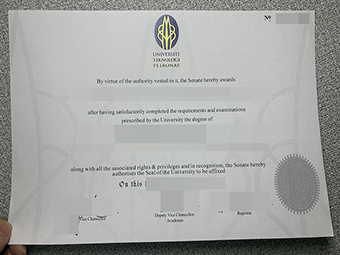 Nº
UNIVERSITI
TEKNOLOGI
PETRONAS
By virtue of the authority vested in it, the Senate hereby awards
after having satisfactorily completed the requirements and examinations
prescribed by the University the degree of
along with all the associated rights & privileges and in recognition, the Senate hereby
authorises the Seal of the University to be affixed
On this
Vice Chancellor
Deputy Vice Chancellor
Academic
Registrar